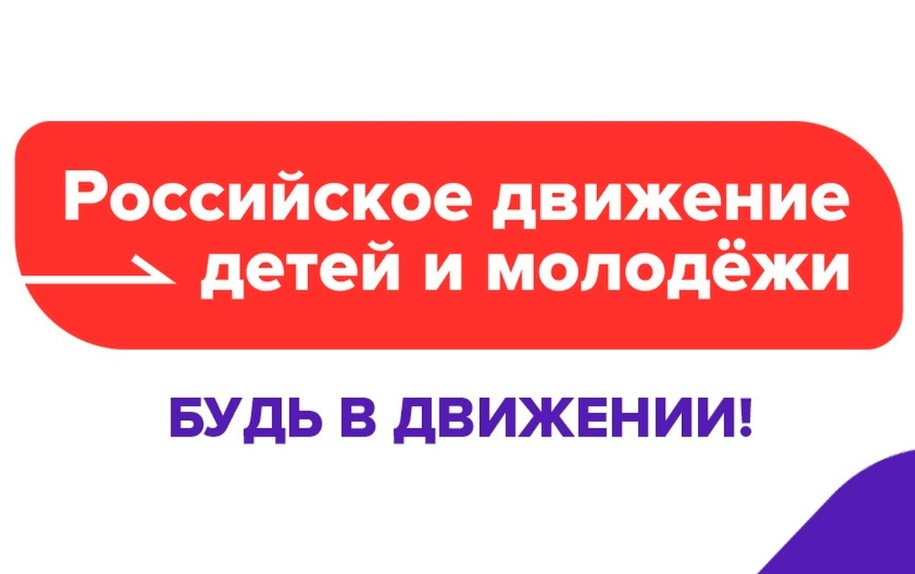 Российское движение
детей и молодёжи
БУДЬ В ДВИЖЕНИИ!